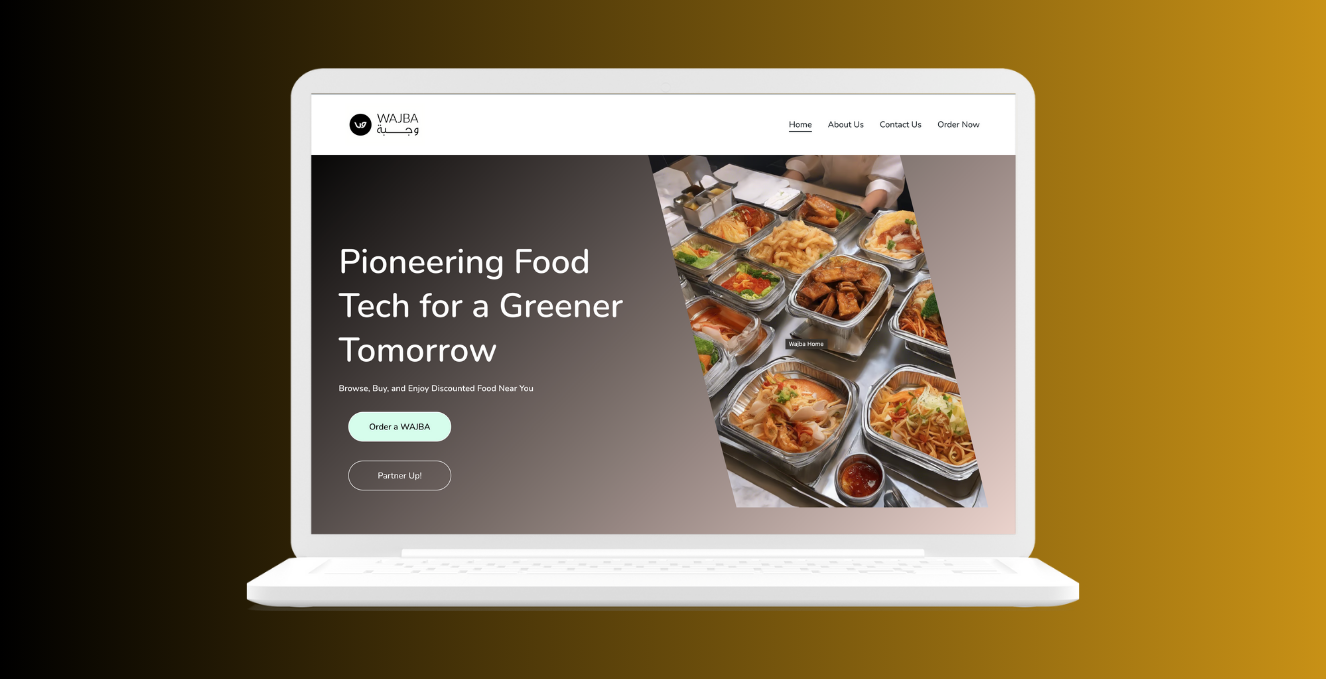 WAJBA
وجـــبة
Home
About Us
Contact Us
Order Now
Pioneering Food
Tech for a Greener
Tomorrow
Browse, Buy, and Enjoy Discounted Food Near You
Order a WAJBA
Partner Up!
Wajba Home